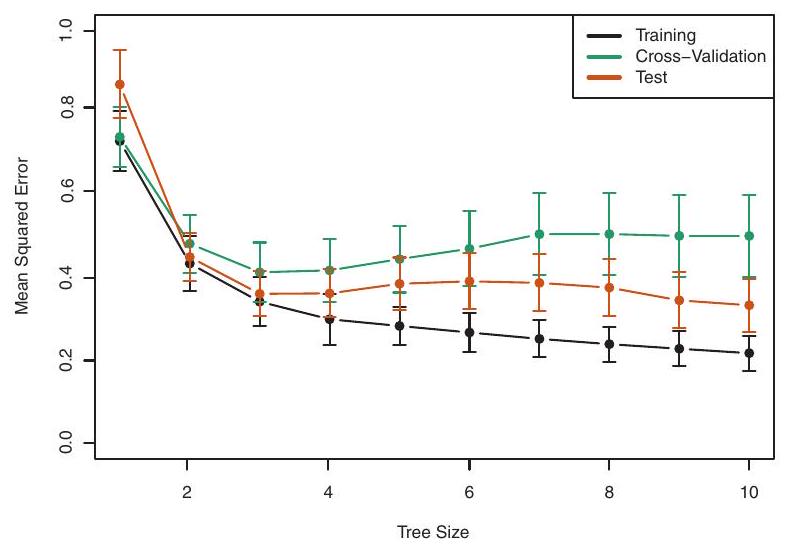 Training
Cross−Validation
Test
Mean Squared Error
1.0
0.8
0.6
0.4
0.2
0.0
2 4 6 8 10
Tree Size